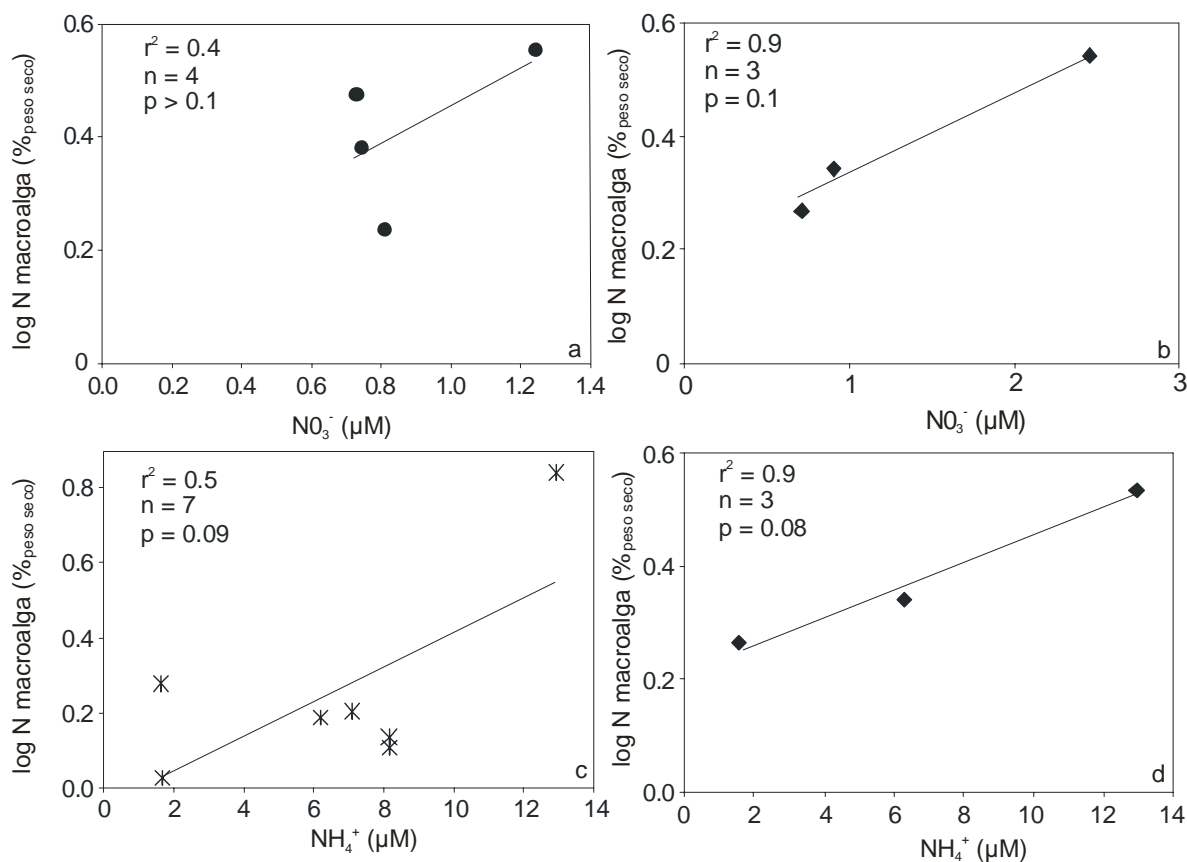 0.6
r² = 0.4
n = 4
p > 0.1
0.4
0.2
0
log N macroalga (%peso seco)
a
0.0 0.2 0.4 0.6 0.8 1.0 1.2 1.4
N0₃⁻ (µM)
0.6
r² = 0.9
n = 3
p = 0.1
0.4
0.2
0
log N macroalga (%peso seco)
b
0 1 2 3
N0₃⁻ (µM)
r² = 0.5
n = 7
p = 0.09
0.8
0.6
0.4
0.2
0.0
log N macroalga (%peso seco)
c
0 2 4 6 8 10 12 14
NH₄⁺ (µM)
0.6
r² = 0.9
n = 3
p = 0.08
0.4
0.2
0.0
log N macroalga (%peso seco)
d
0 2 4 6 8 10 12 14
NH₄⁺ (µM)